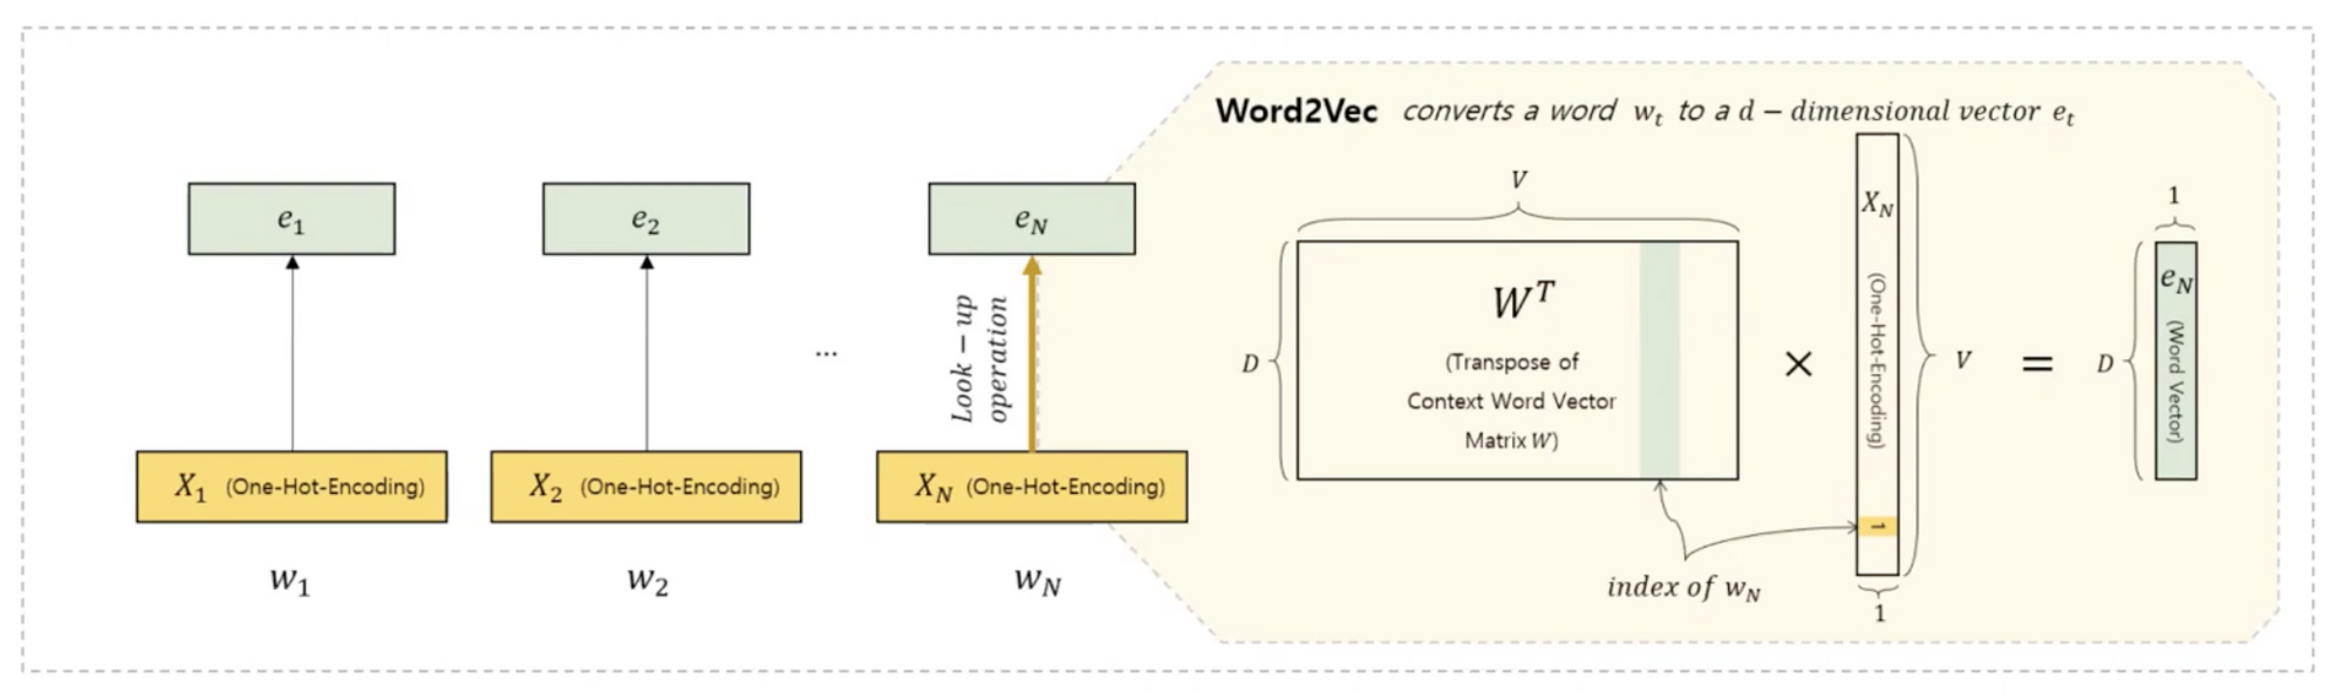 Word2Vec converts a word w_t to a d − dimensional vector e_t
e_1
e_2
e_N
Look − up
operation
...
X_1 (One-Hot-Encoding)
X_2 (One-Hot-Encoding)
X_N (One-Hot-Encoding)
w_1
w_2
w_N
V
D
W^T
(Transpose of
Context Word Vector
Matrix W)
×
X_N (One-Hot-Encoding)
1
V
1
index of w_N
=
1
D
e_N (Word Vector)